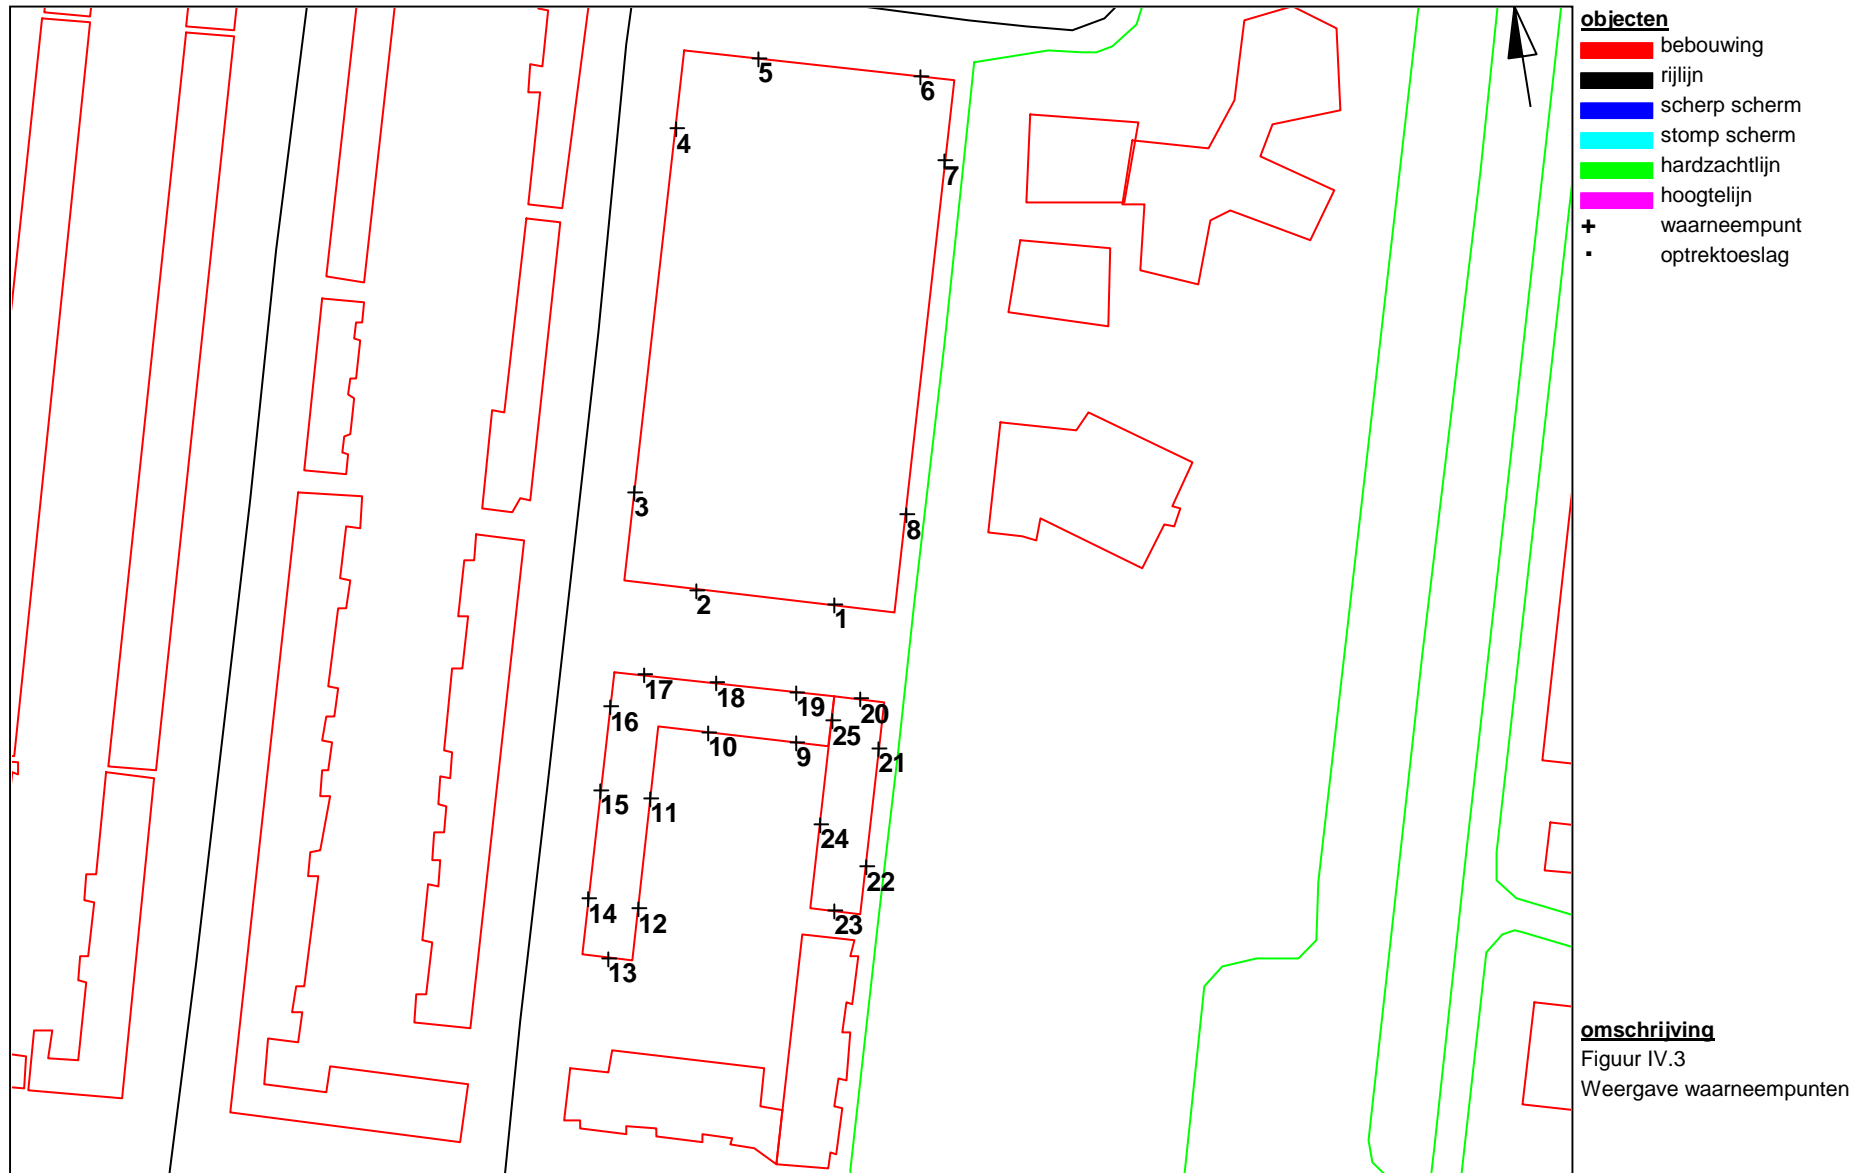 5
6
4
7
3
8
2
1
17
18
19
20
16
25
10
9
21
15
11
24
22
14
12
23
13
objecten
bebouwing
rijlijn
scherp scherm
stomp scherm
hardzachtlijn
hoogtelijn
+ waarneempunt
· optrektoeslag
omschrijving
Figuur IV.3
Weergave waarneempunten